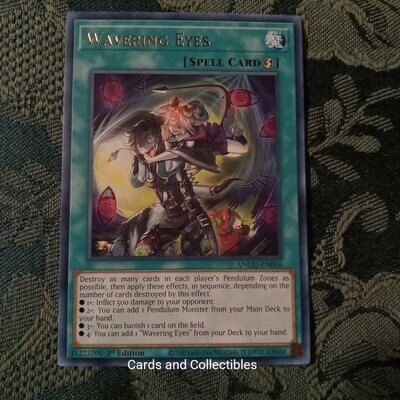 WAVERING EYES
[SPELL CARD]
ANGU-EN056
Destroy as many cards in each player's Pendulum Zones as
possible, then apply these effects, in sequence, depending on the
number of cards destroyed by this effect.
● 1+: Inflict 500 damage to your opponent.
● 2+: You can add 1 Pendulum Monster from your Main Deck to
your hand.
● 3+: You can banish 1 card on the field.
● 4: You can add 1 "Wavering Eyes" from your Deck to your hand.
1st Edition
Cards and Collectibles